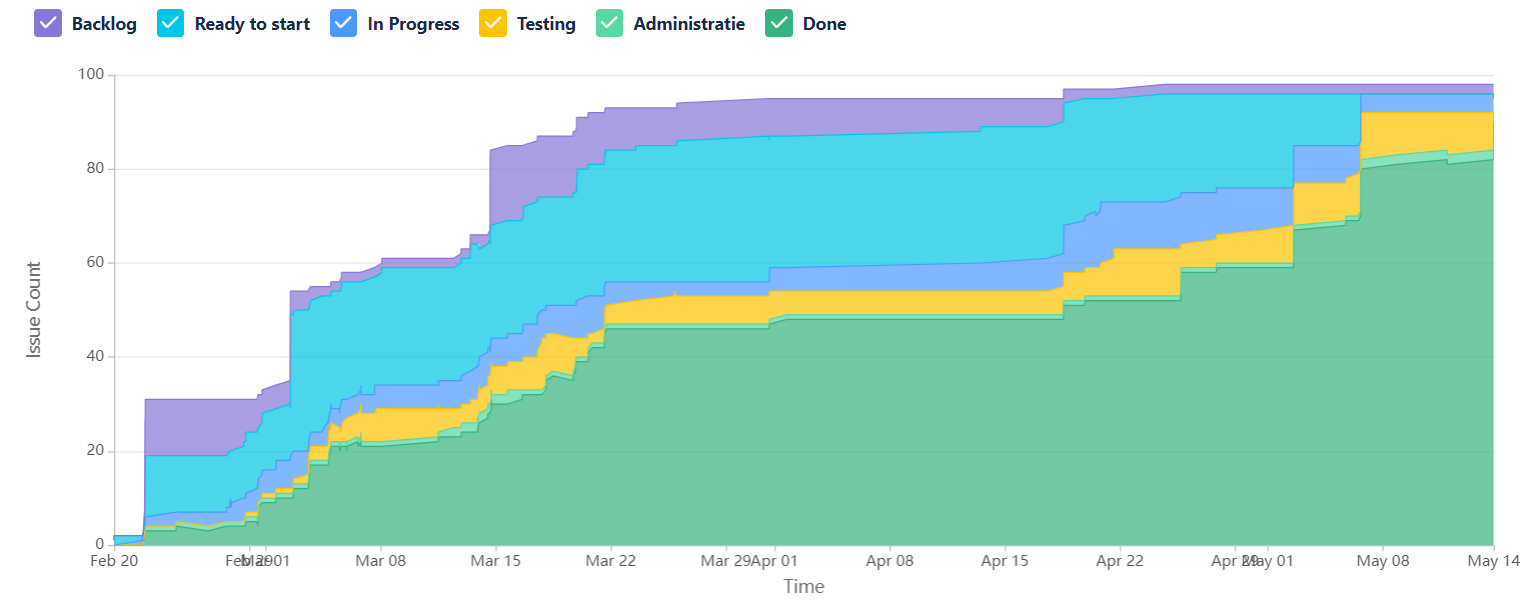 Backlog Ready to start In Progress Testing Administratie Done
100
80
60
40
20
0
Issue Count
Feb 20 Feb 29 Mar 01 Mar 08 Mar 15 Mar 22 Mar 29 Apr 01 Apr 08 Apr 15 Apr 22 Apr 29 May 01 May 08 May 14
Time